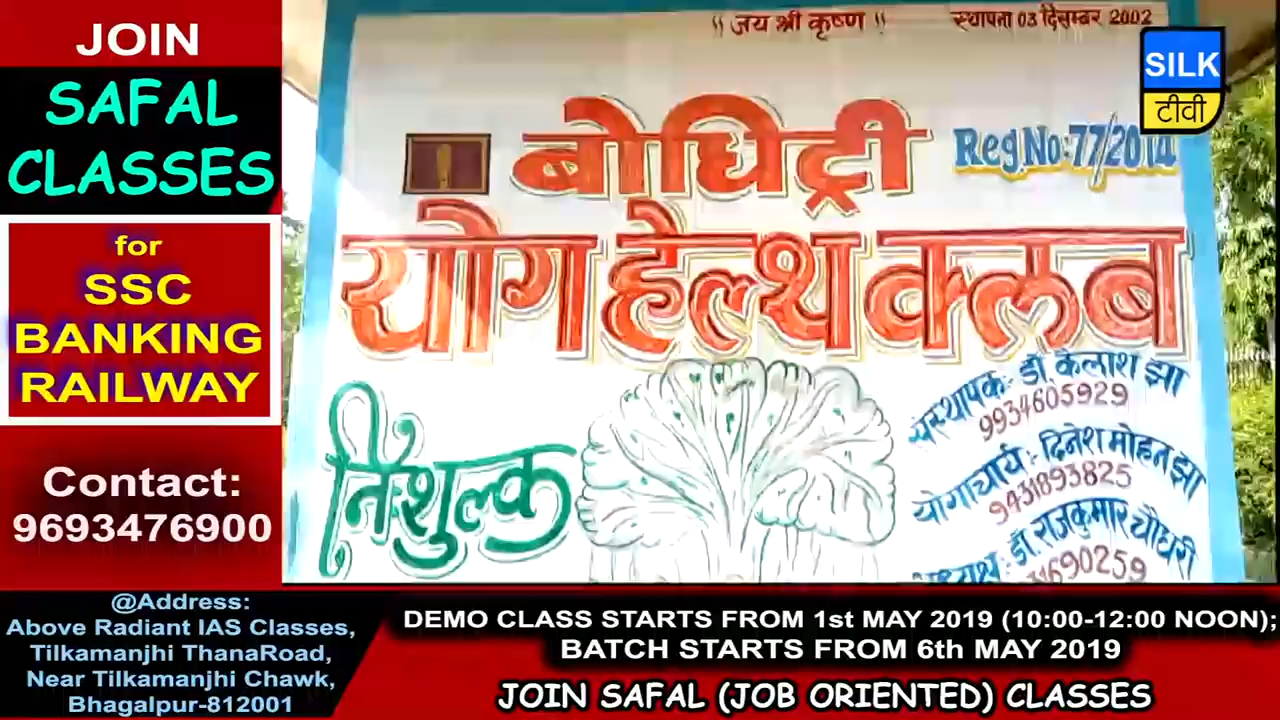 JOIN
SAFAL
CLASSES
for
SSC
BANKING
RAILWAY
Contact:
9693476900
@Address:
Above Radiant IAS Classes,
Tilkamanjhi ThanaRoad,
Near Tilkamanjhi Chawk,
Bhagalpur-812001
॥ जय श्री कृष्ण ॥
स्थापना 03 दिसम्बर 2002
SILK
टीवी
बोधिट्री
Reg.No:77/2014
योग हेल्थ क्लब
निःशुल्क
संस्थापक:- डॉ. कैलाश झा
9934605929
योगाचार्य:- दिनेश मोहन झा
9431893825
डॉ. राजकुमार चौधरी
690259
DEMO CLASS STARTS FROM 1st MAY 2019 (10:00-12:00 NOON);
BATCH STARTS FROM 6th MAY 2019
JOIN SAFAL (JOB ORIENTED) CLASSES